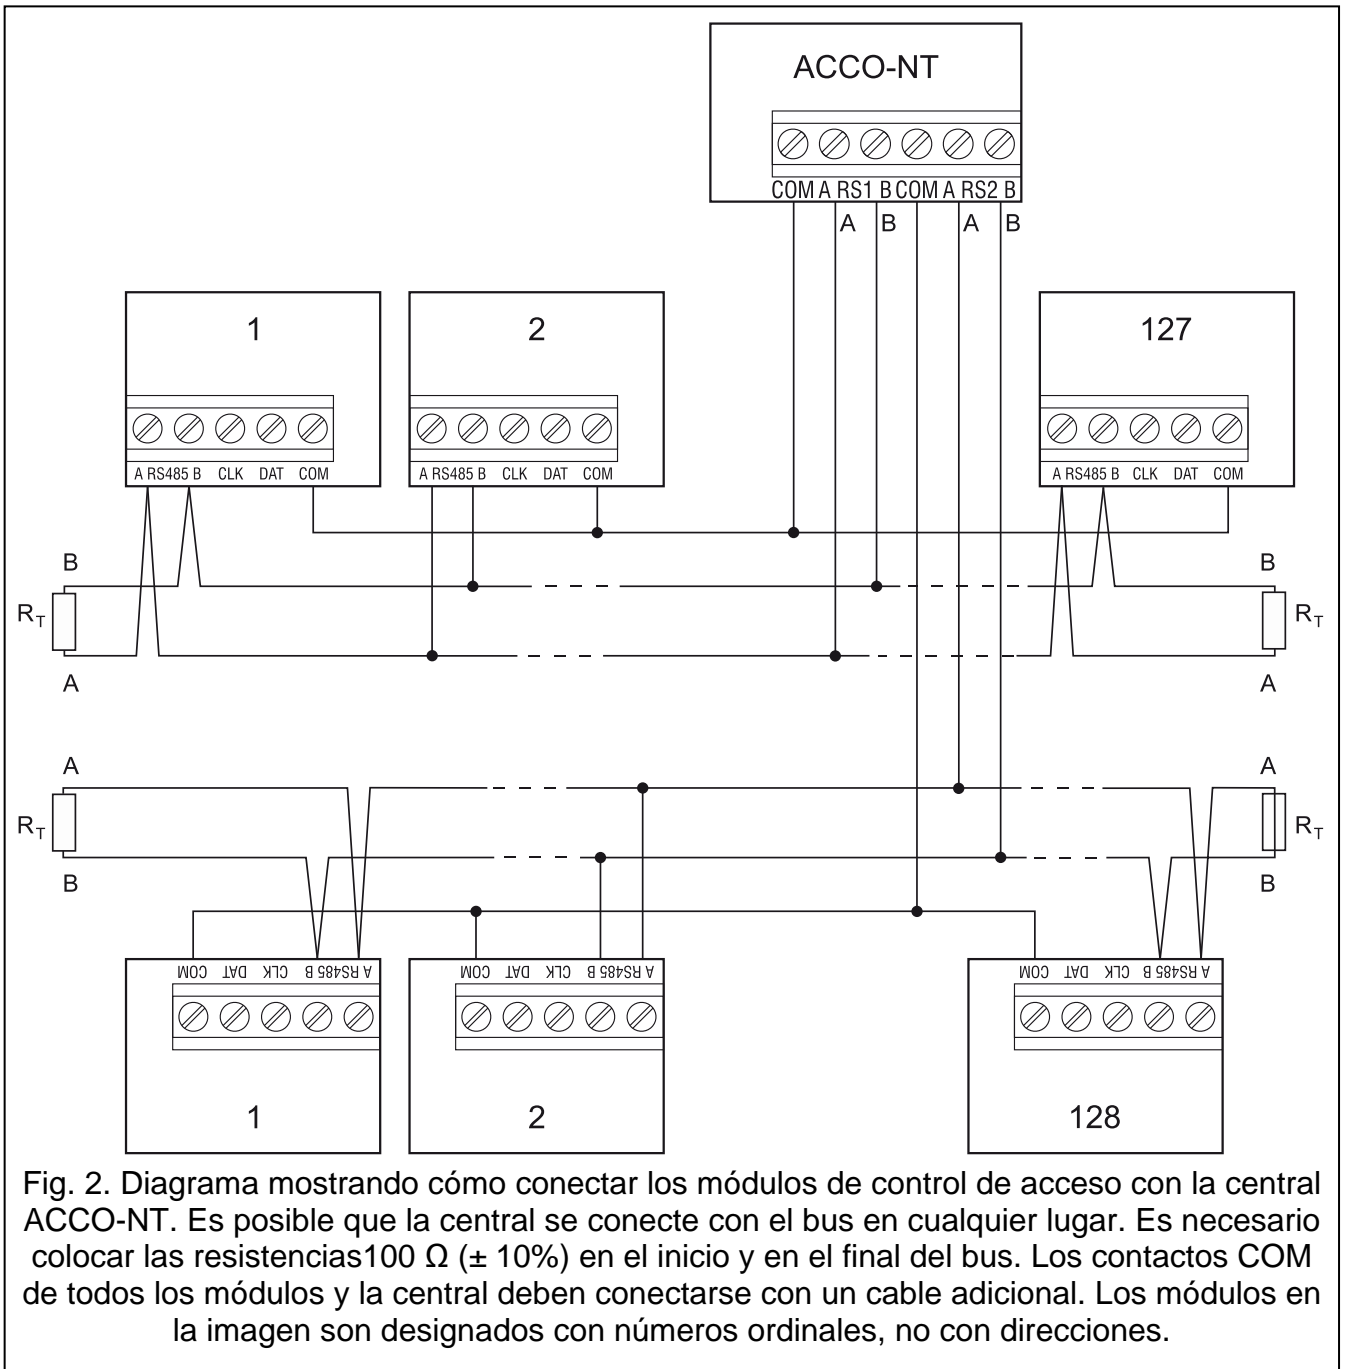 ACCO-NT
COM A RS1 B COM A RS2 B
A B A B
1 2 127
A RS485 B CLK DAT COM A RS485 B CLK DAT COM A RS485 B CLK DAT COM
B B
RT RT
A A
A A
RT RT
B B
COM DAT CLK B RS485 A COM DAT CLK B RS485 A COM DAT CLK B RS485 A
1 2 128
Fig. 2. Diagrama mostrando cómo conectar los módulos de control de acceso con la central
ACCO-NT. Es posible que la central se conecte con el bus en cualquier lugar. Es necesario
colocar las resistencias100 Ω (± 10%) en el inicio y en el final del bus. Los contactos COM
de todos los módulos y la central deben conectarse con un cable adicional. Los módulos en
la imagen son designados con números ordinales, no con direcciones.